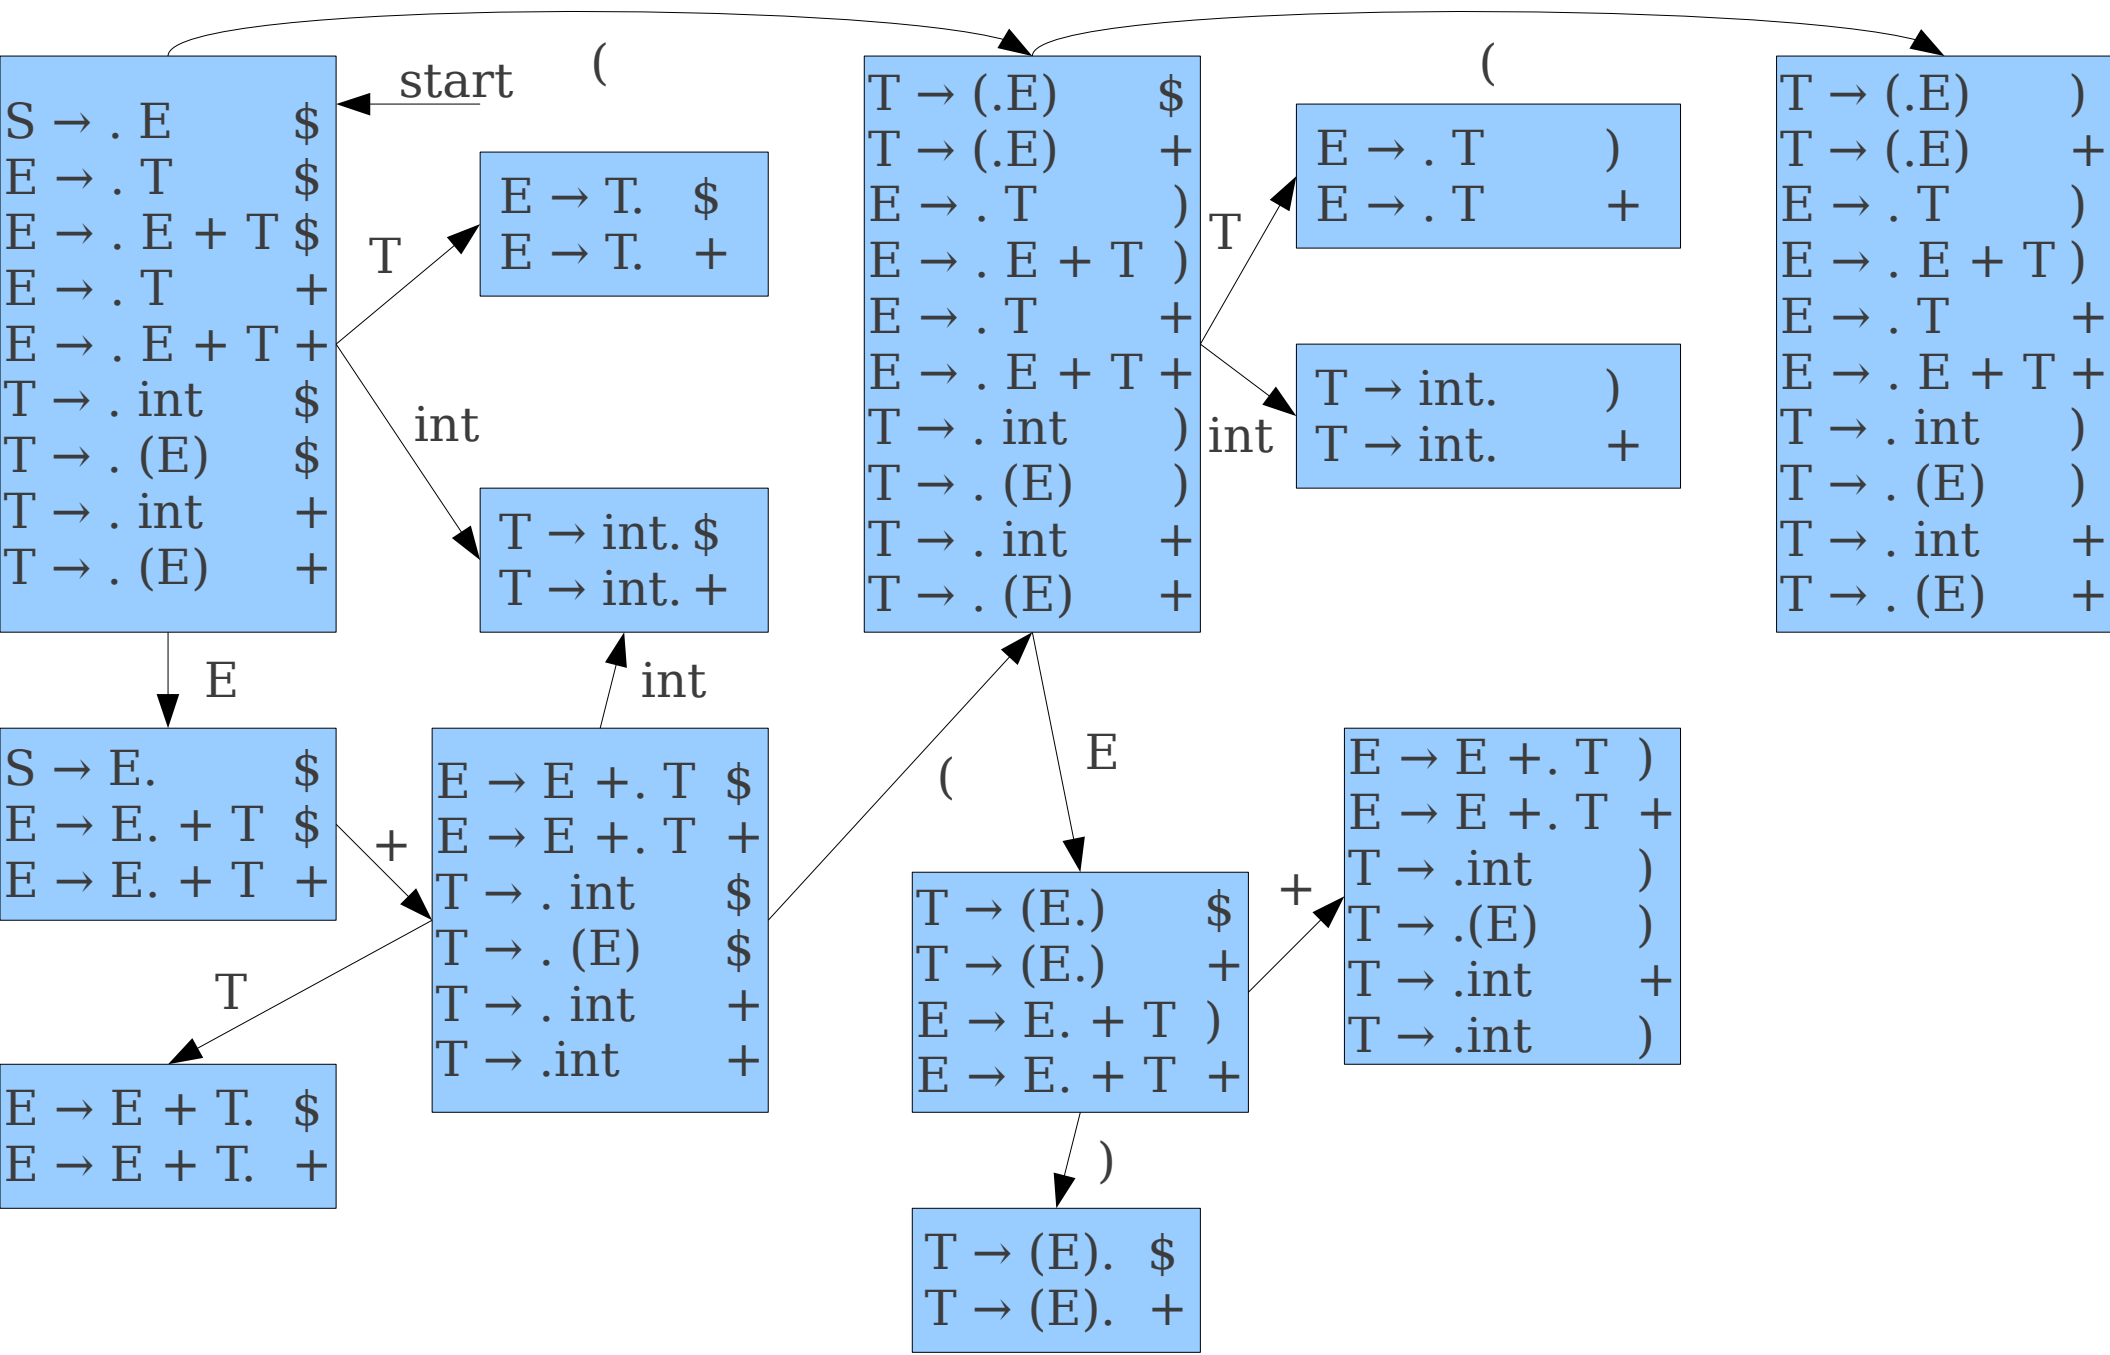 (
start
S → . E $
E → . T $
E → . E + T $
E → . T +
E → . E + T +
T → . int $
T → . (E) $
T → . int +
T → . (E) +
T
E → T. $
E → T. +
int
T → int. $
T → int. +
E
S → E. $
E → E. + T $
E → E. + T +
+
int
E → E +. T $
E → E +. T +
T → . int $
T → . (E) $
T → . int +
T → .int +
T
E → E + T. $
E → E + T. +
(
(
T → (.E) $
T → (.E) +
E → . T )
E → . E + T )
E → . T +
E → . E + T +
T → . int )
T → . (E) )
T → . int +
T → . (E) +
T
E → . T )
E → . T +
int
T → int. )
T → int. +
E
T → (E.) $
T → (E.) +
E → E. + T )
E → E. + T +
+
E → E +. T )
E → E +. T +
T → .int )
T → .(E) )
T → .int +
T → .int )
)
T → (E). $
T → (E). +
T → (.E) )
T → (.E) +
E → . T )
E → . E + T )
E → . T +
E → . E + T +
T → . int )
T → . (E) )
T → . int +
T → . (E) +